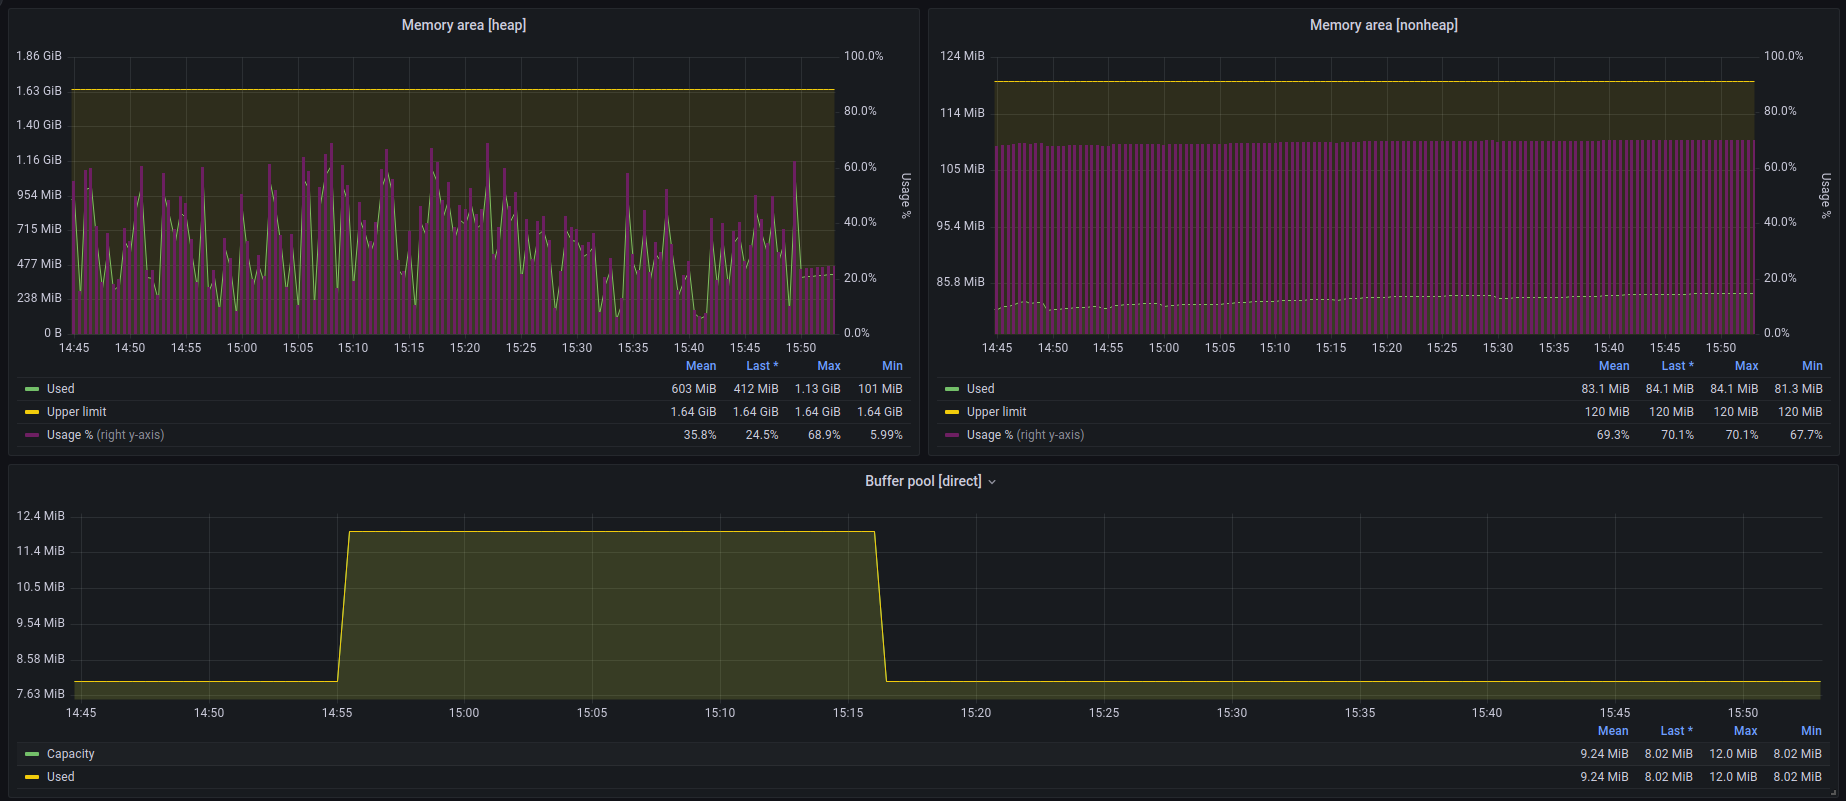 Memory area [heap]
1.86 GiB
1.63 GiB
1.40 GiB
1.16 GiB
954 MiB
715 MiB
477 MiB
238 MiB
0 B
100.0%
80.0%
60.0%
40.0%
20.0%
0.0%
Usage %
14:45 14:50 14:55 15:00 15:05 15:10 15:15 15:20 15:25 15:30 15:35 15:40 15:45 15:50
Mean Last * Max Min
Used 603 MiB 412 MiB 1.13 GiB 101 MiB
Upper limit 1.64 GiB 1.64 GiB 1.64 GiB 1.64 GiB
Usage % (right y-axis) 35.8% 24.5% 68.9% 5.99%
Memory area [nonheap]
124 MiB
114 MiB
105 MiB
95.4 MiB
85.8 MiB
100.0%
80.0%
60.0%
40.0%
20.0%
0.0%
Usage %
14:45 14:50 14:55 15:00 15:05 15:10 15:15 15:20 15:25 15:30 15:35 15:40 15:45 15:50
Mean Last * Max Min
Used 83.1 MiB 84.1 MiB 84.1 MiB 81.3 MiB
Upper limit 120 MiB 120 MiB 120 MiB 120 MiB
Usage % (right y-axis) 69.3% 70.1% 70.1% 67.7%
Buffer pool [direct]
12.4 MiB
11.4 MiB
10.5 MiB
9.54 MiB
8.58 MiB
7.63 MiB
14:45 14:50 14:55 15:00 15:05 15:10 15:15 15:20 15:25 15:30 15:35 15:40 15:45 15:50
Mean Last * Max Min
Capacity 9.24 MiB 8.02 MiB 12.0 MiB 8.02 MiB
Used 9.24 MiB 8.02 MiB 12.0 MiB 8.02 MiB